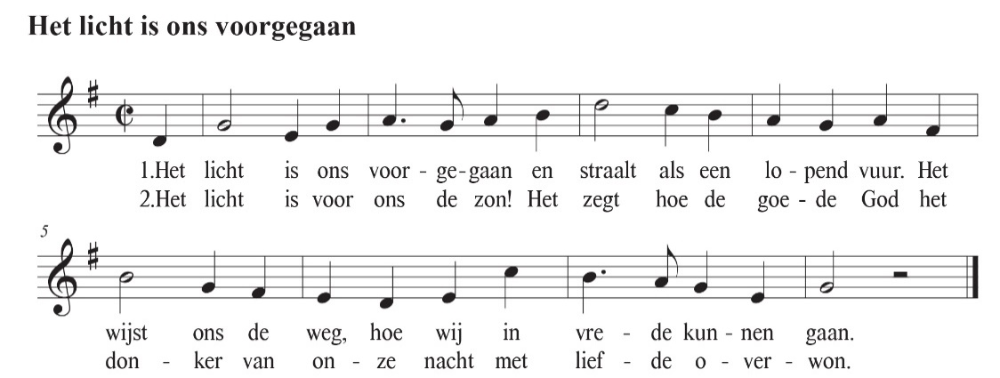 Het licht is ons voorgegaan
1.Het licht is ons voor - ge - gaan en straalt als een lo - pend vuur. Het
2.Het licht is voor ons de zon! Het zegt hoe de goe - de God het
5
wijst ons de weg, hoe wij in vre - de kun - nen gaan.
don - ker van on - ze nacht met lief - de o - ver - won.